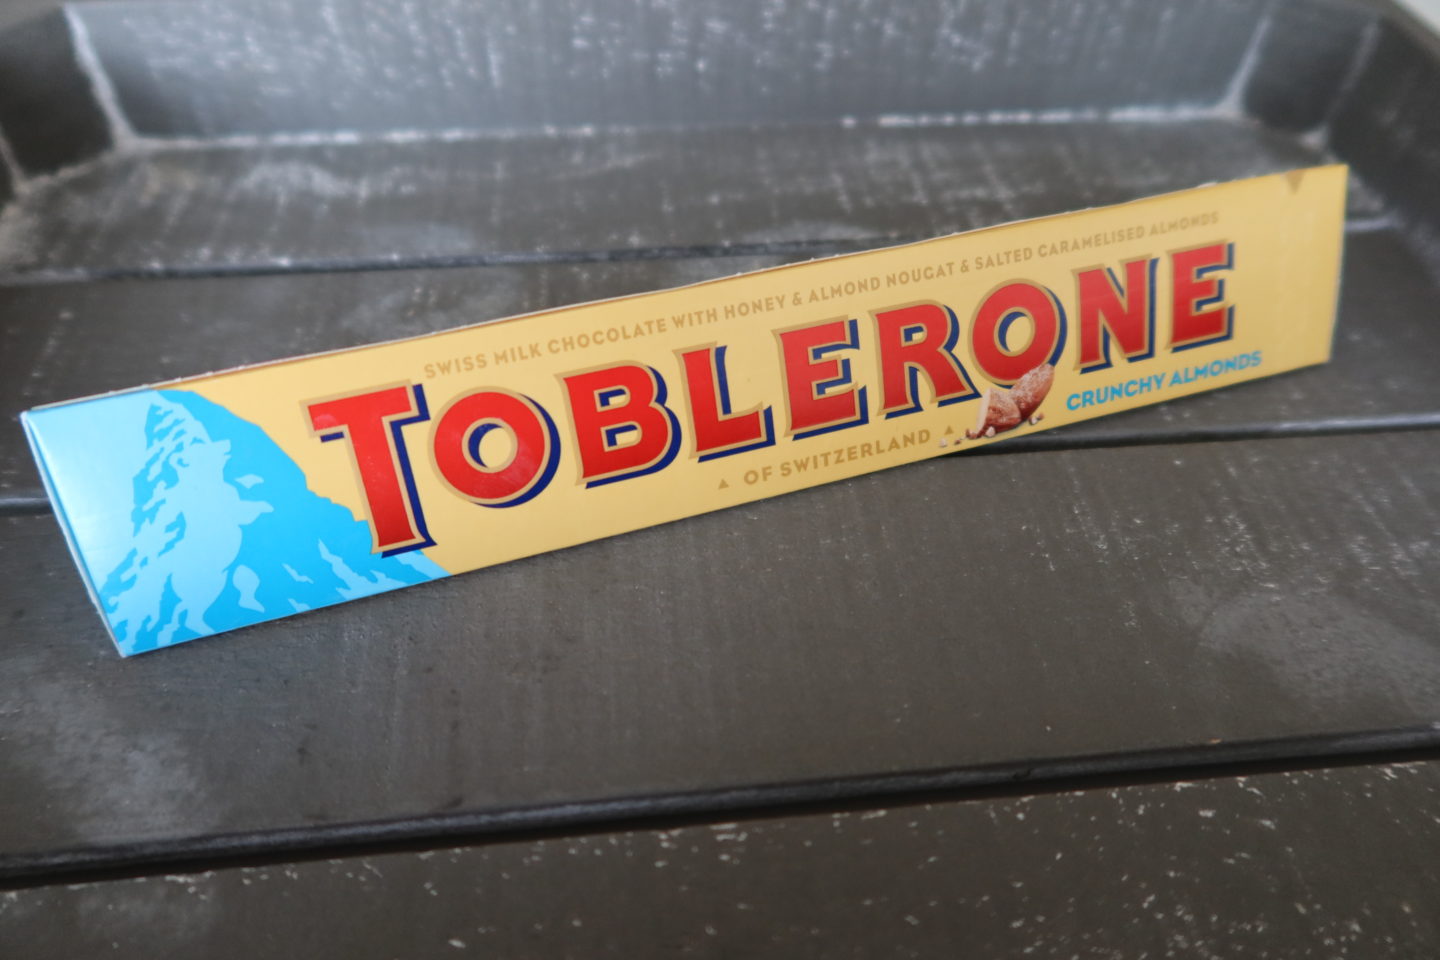 SWISS MILK CHOCOLATE WITH HONEY & ALMOND NOUGAT & SALTED CARAMELISED ALMONDS
TOBLERONE
OF SWITZERLAND
CRUNCHY ALMONDS